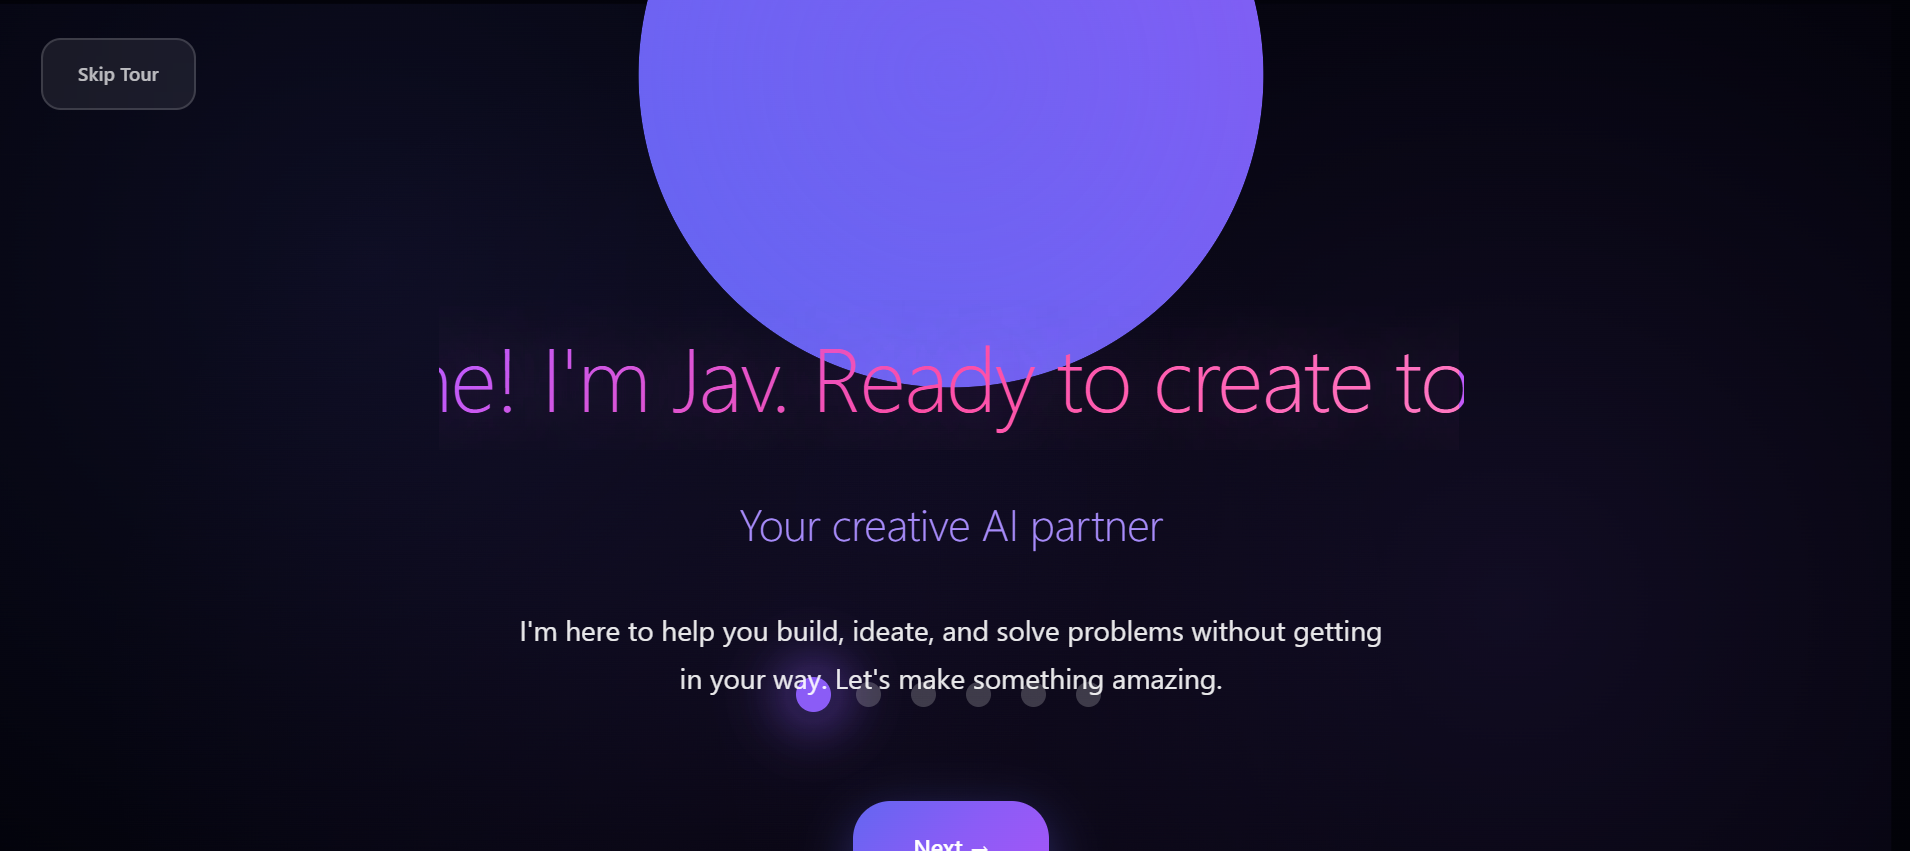 Skip Tour
ne! I'm Jav. Ready to create to
Your creative AI partner
I'm here to help you build, ideate, and solve problems without getting
in your way. Let's make something amazing.
Next →